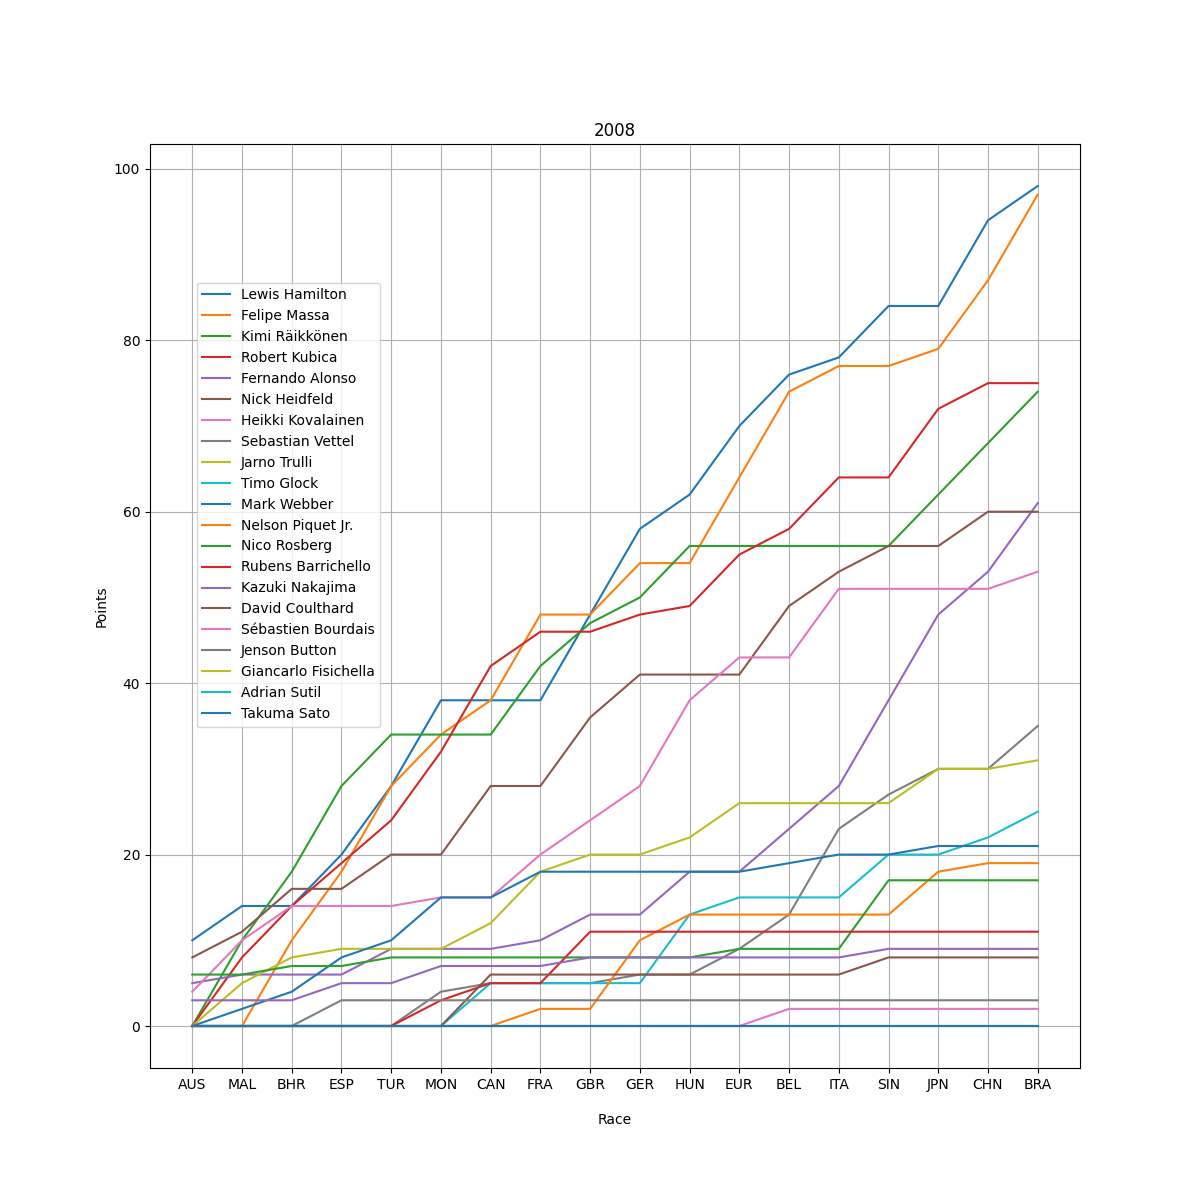 2008
100
80
60
40
20
0
Points
Lewis Hamilton
Felipe Massa
Kimi Räikkönen
Robert Kubica
Fernando Alonso
Nick Heidfeld
Heikki Kovalainen
Sebastian Vettel
Jarno Trulli
Timo Glock
Mark Webber
Nelson Piquet Jr.
Nico Rosberg
Rubens Barrichello
Kazuki Nakajima
David Coulthard
Sébastien Bourdais
Jenson Button
Giancarlo Fisichella
Adrian Sutil
Takuma Sato
AUS MAL BHR ESP TUR MON CAN FRA GBR GER HUN EUR BEL ITA SIN JPN CHN BRA
Race